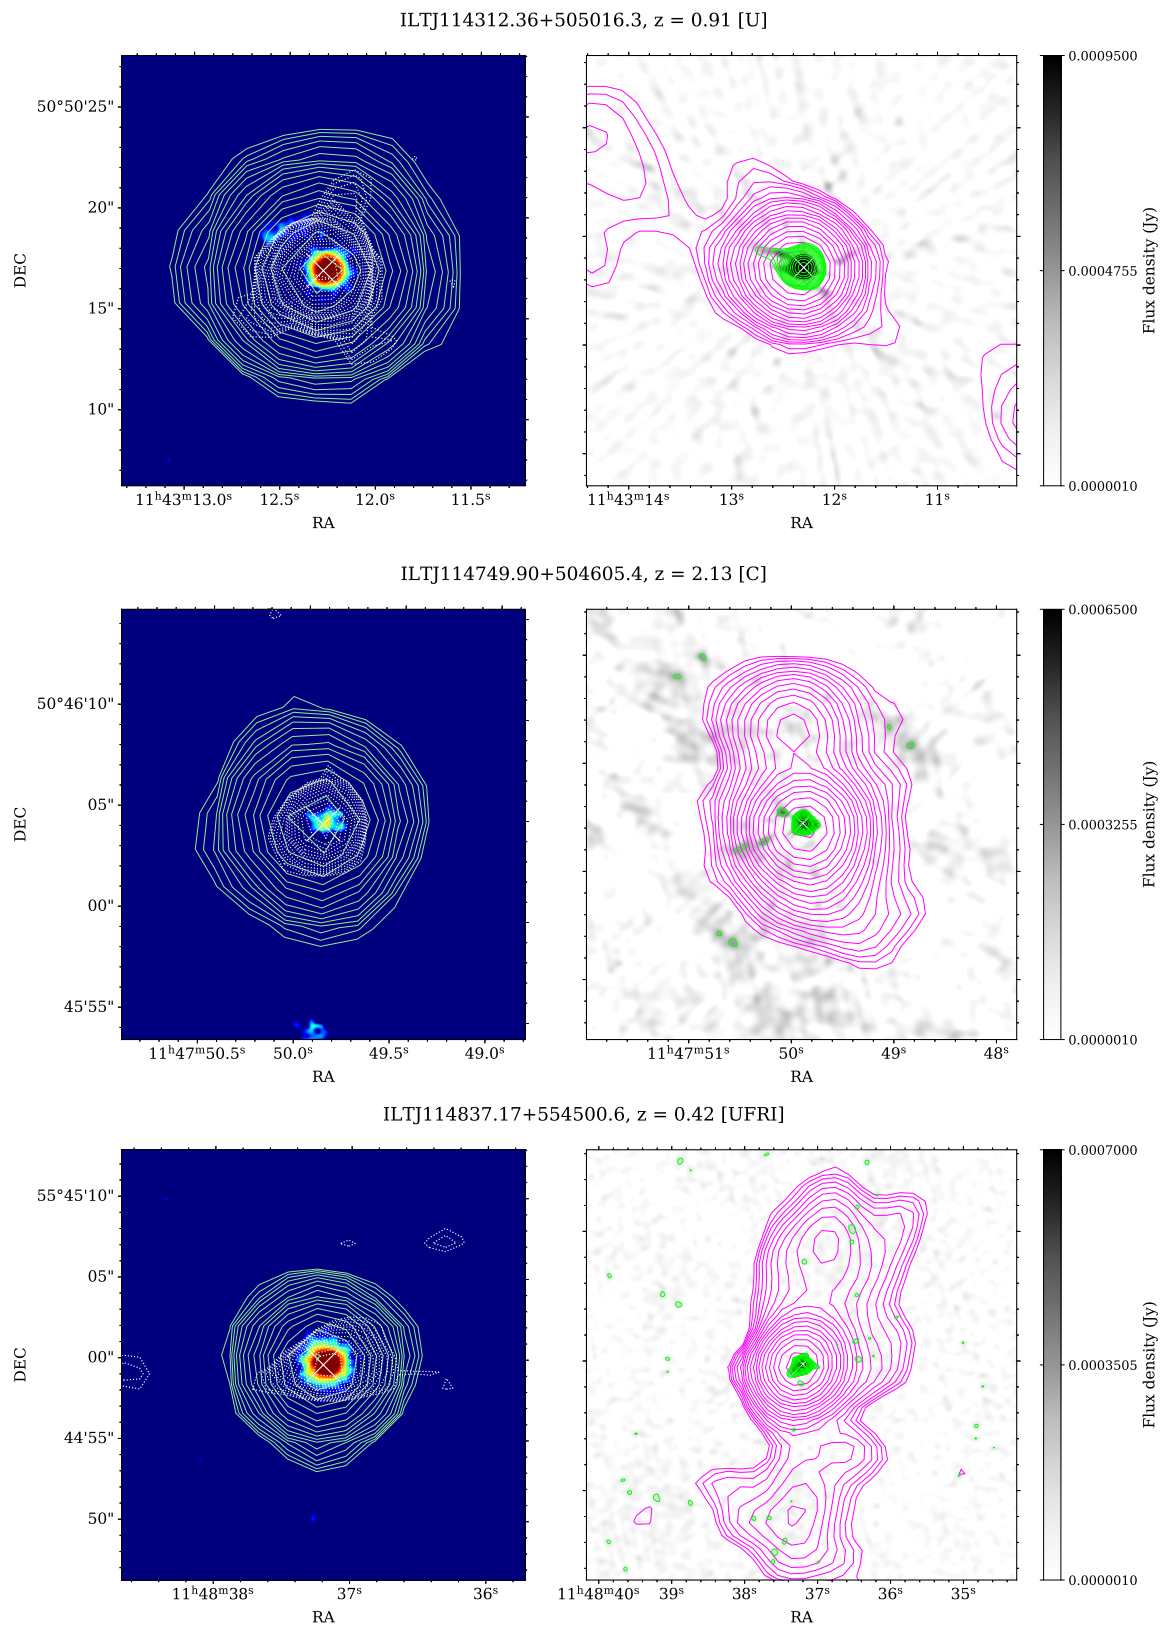 ILTJ114312.36+505016.3, z = 0.91 [U]
50°50'25"
20"
15"
10"
DEC
11ʰ43ᵐ13.0ˢ 12.5ˢ 12.0ˢ 11.5ˢ
RA
11ʰ43ᵐ14ˢ 13ˢ 12ˢ 11ˢ
RA
0.0009500
0.0004755
0.0000010
Flux density (Jy)
ILTJ114749.90+504605.4, z = 2.13 [C]
50°46'10"
05"
00"
45'55"
DEC
11ʰ47ᵐ50.5ˢ 50.0ˢ 49.5ˢ 49.0ˢ
RA
11ʰ47ᵐ51ˢ 50ˢ 49ˢ 48ˢ
RA
0.0006500
0.0003255
0.0000010
Flux density (Jy)
ILTJ114837.17+554500.6, z = 0.42 [UFRI]
55°45'10"
05"
00"
44'55"
50"
DEC
11ʰ48ᵐ38ˢ 37ˢ 36ˢ
RA
11ʰ48ᵐ40ˢ 39ˢ 38ˢ 37ˢ 36ˢ 35ˢ
RA
0.0007000
0.0003505
0.0000010
Flux density (Jy)